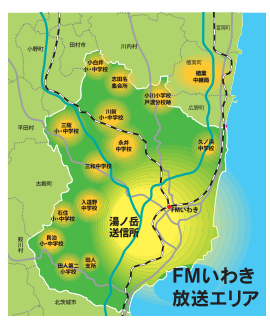 富岡町
川内村
田村市
小野町
小白井
小・中学校
志田名
集会所
楢葉町
楢葉
中継局
小川小学校
戸渡分校跡
広野町
川前
小・中学校
三阪
小・中学校
平田村
永井
中学校
久ノ浜
中学校
三和中学校
古殿町
入遠野
中学校
FMいわき
石住
小・中学校
湯ノ岳
送信所
鮫川村
貝泊
小・中学校
田人
支所
田人第二
小学校
北茨城市
FMいわき
放送エリア